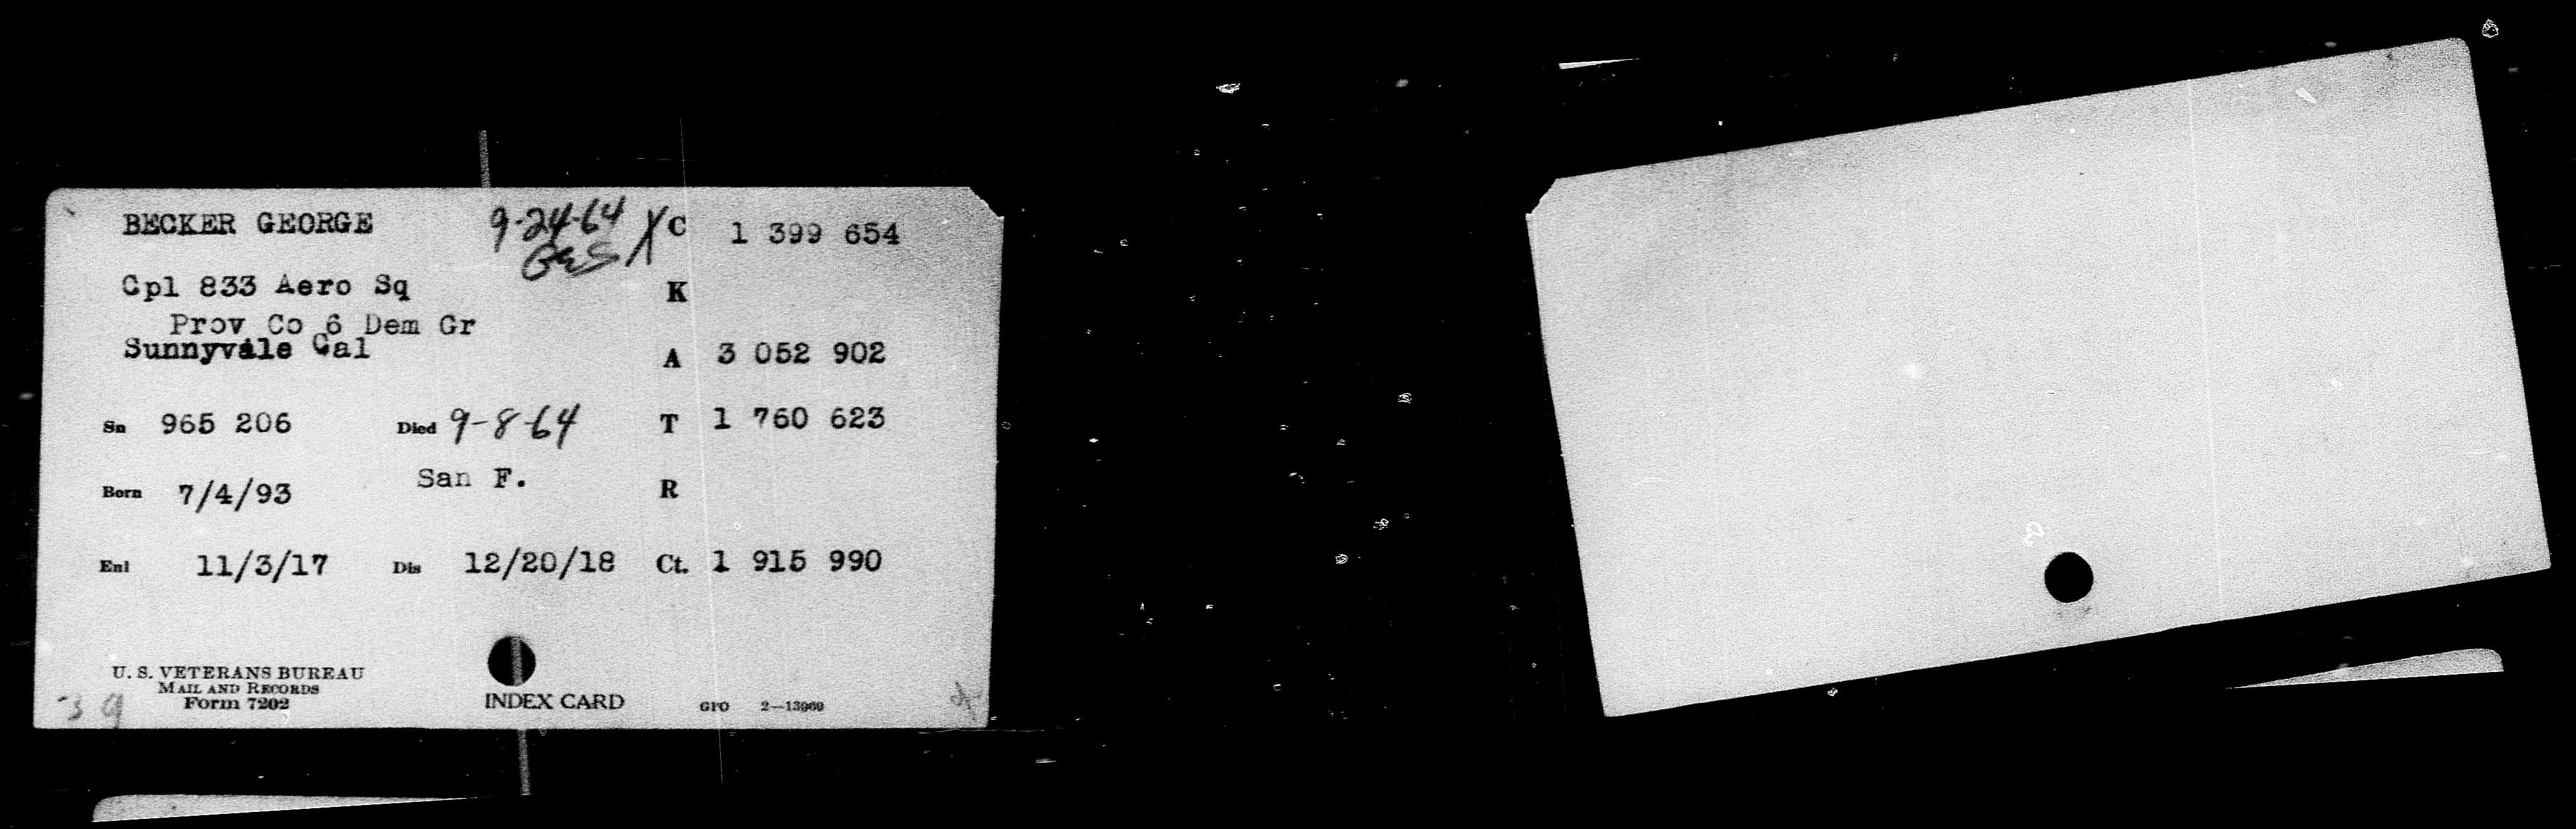 BECKER GEORGE 9-24-64 XC 1 399 654
Cpl 833 Aero Sq K
Prov Co 6 Dem Gr
Sunnyvale Cal A 3 052 902
Sn 965 206 Died 9-8-64 T 1 760 623
San F.
Born 7/4/93 R
Enl 11/3/17 Dis 12/20/18 Ct. 1 915 990
U. S. VETERANS BUREAU
MAIL AND RECORDS
Form 7202 INDEX CARD GPO 2—13969
39